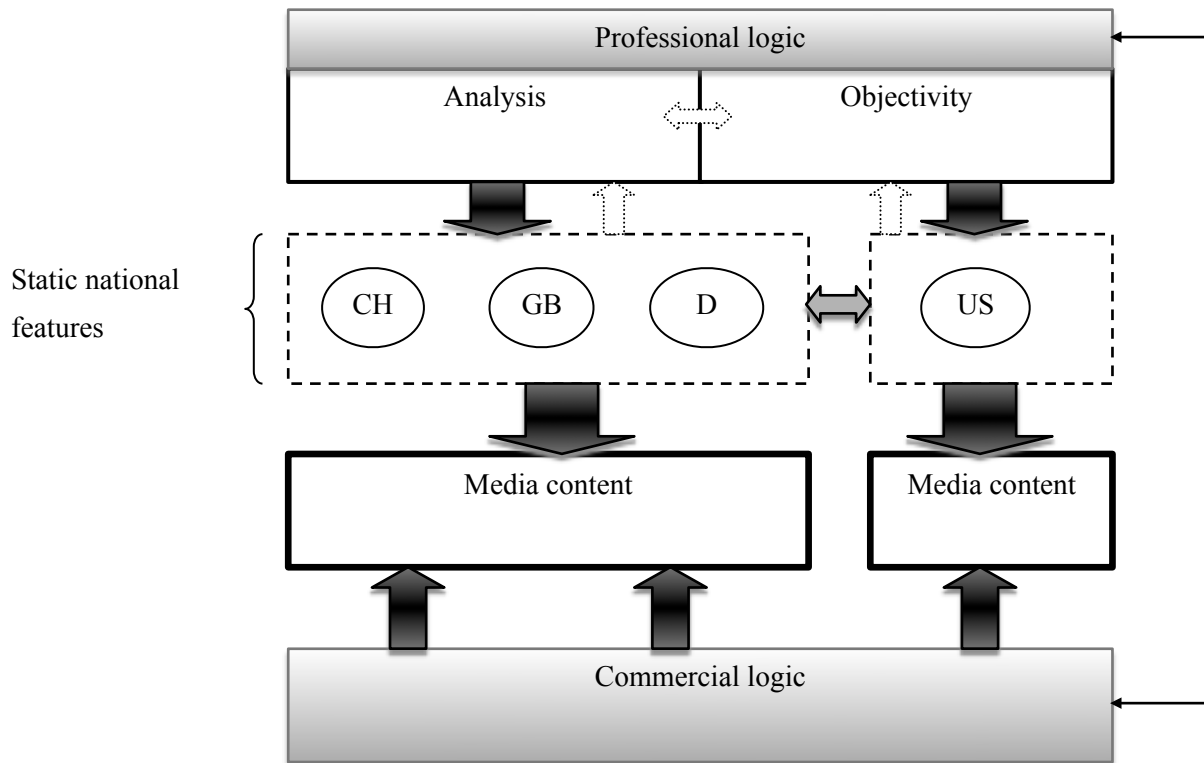 Professional logic
Analysis
Objectivity
Static national
features
CH
GB
D
US
Media content
Media content
Commercial logic